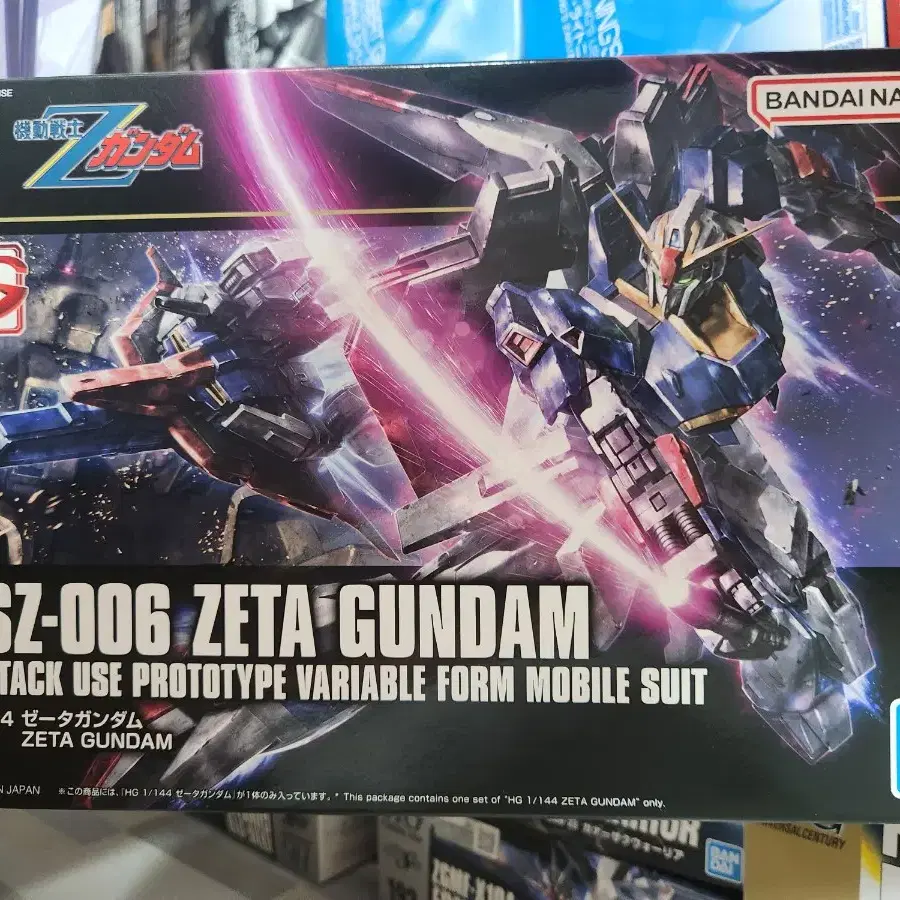 機動戦士
Zガンダム
BANDAI NA
SZ-006 ZETA GUNDAM
TACK USE PROTOTYPE VARIABLE FORM MOBILE SUIT
4 ゼータガンダム
ZETA GUNDAM
N JAPAN
※この商品には、「HG 1/144 ゼータガンダム」が1体のみ入っています。 * This package contains one set of "HG 1/144 ZETA GUNDAM" only.
BAN
DAI
ZGMF-X10A